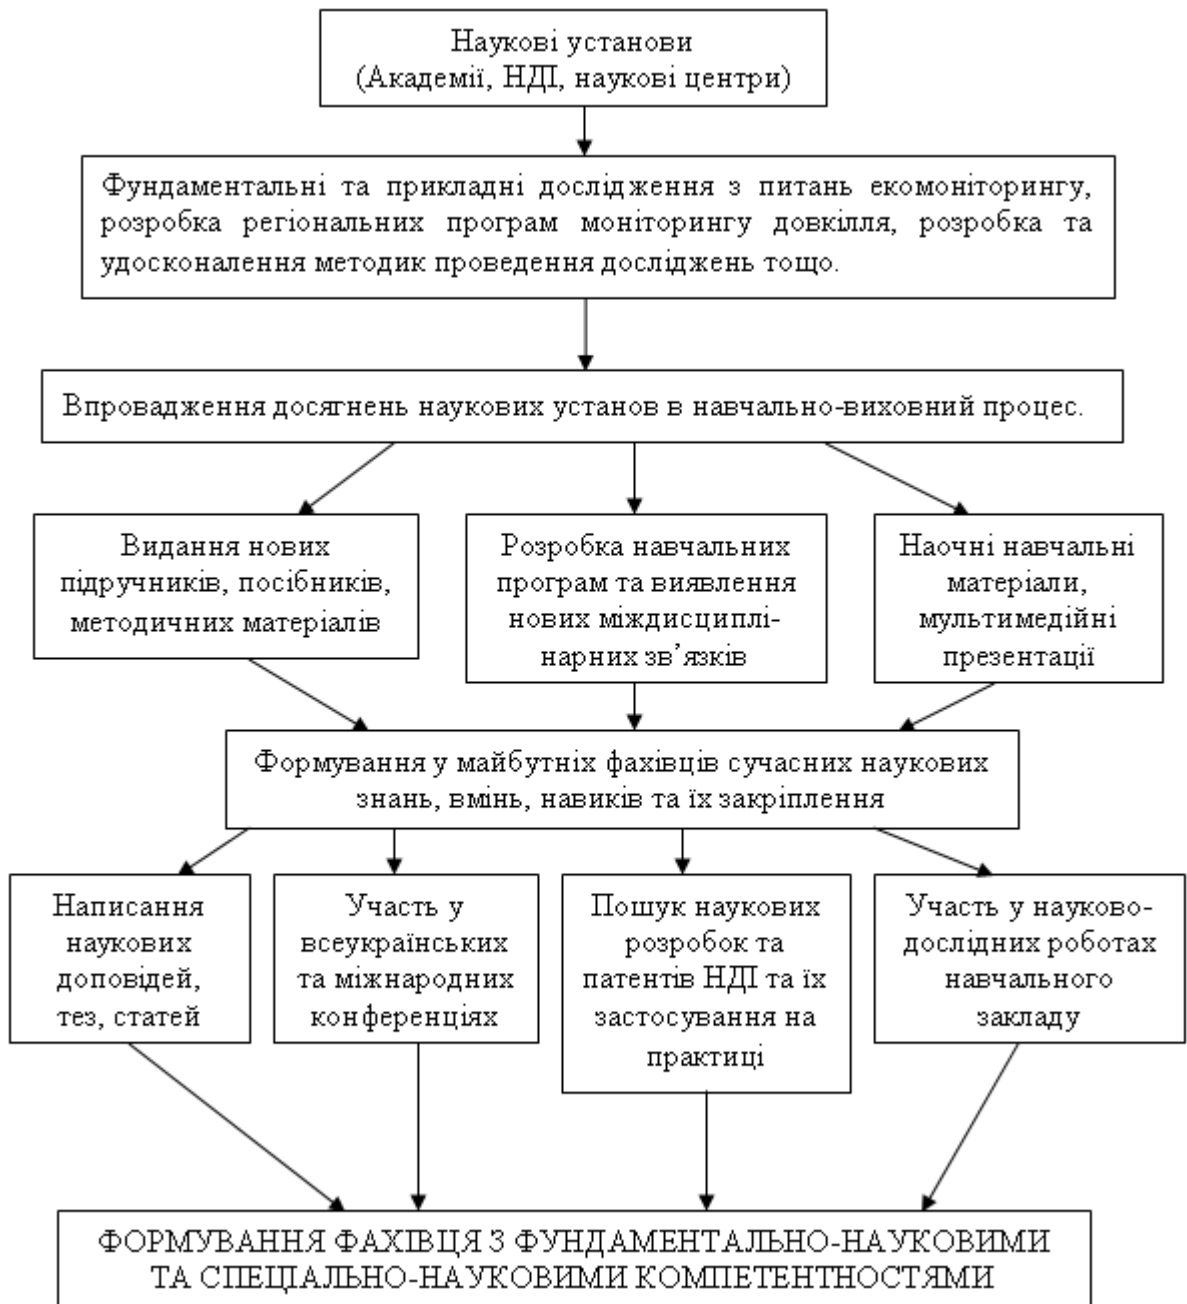 Наукові установи
(Академії, НДІ, наукові центри)
Фундаментальні та прикладні дослідження з питань екомоніторингу,
розробка регіональних програм моніторингу довкілля, розробка та
удосконалення методик проведення досліджень тощо.
Впровадження досягнень наукових установ в навчально-виховний процес.
Видання нових
підручників, посібників,
методичних матеріалів
Розробка навчальних
програм та виявлення
нових міждисциплі-
нарних зв’язків
Наочні навчальні
матеріали,
мультимедійні
презентації
Формування у майбутніх фахівців сучасних наукових
знань, вмінь, навиків та їх закріплення
Написання
наукових
доповідей,
тез, статей
Участь у
всеукраїнських
та міжнародних
конференціях
Пошук наукових
розробок та
патентів НДІ та їх
застосування на
практиці
Участь у науково-
дослідних роботах
навчального
закладу
ФОРМУВАННЯ ФАХІВЦЯ З ФУНДАМЕНТАЛЬНО-НАУКОВИМИ
ТА СПЕЦІАЛЬНО-НАУКОВИМИ КОМПЕТЕНТНОСТЯМИ